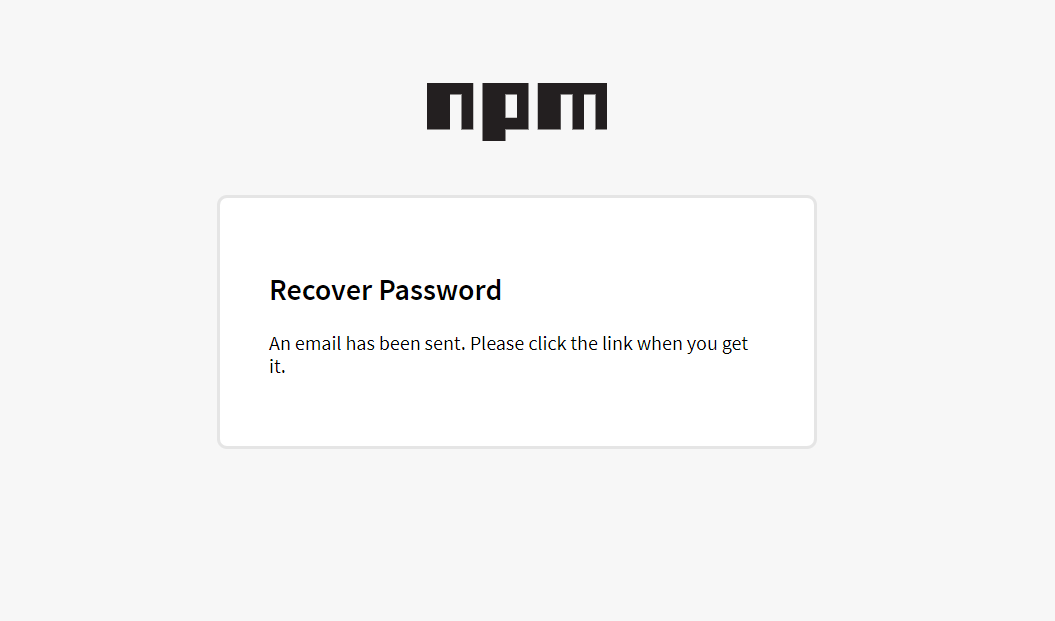 npm
Recover Password
An email has been sent. Please click the link when you get
it.